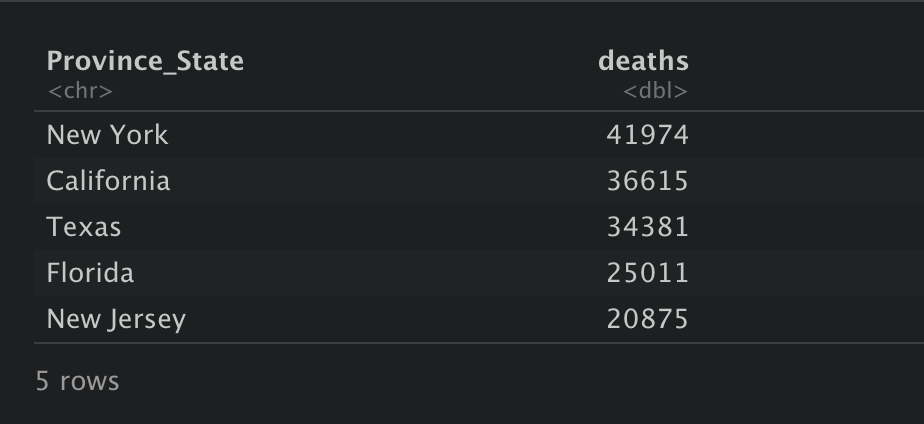 Province_State deaths
<chr> <dbl>
New York 41974
California 36615
Texas 34381
Florida 25011
New Jersey 20875
5 rows